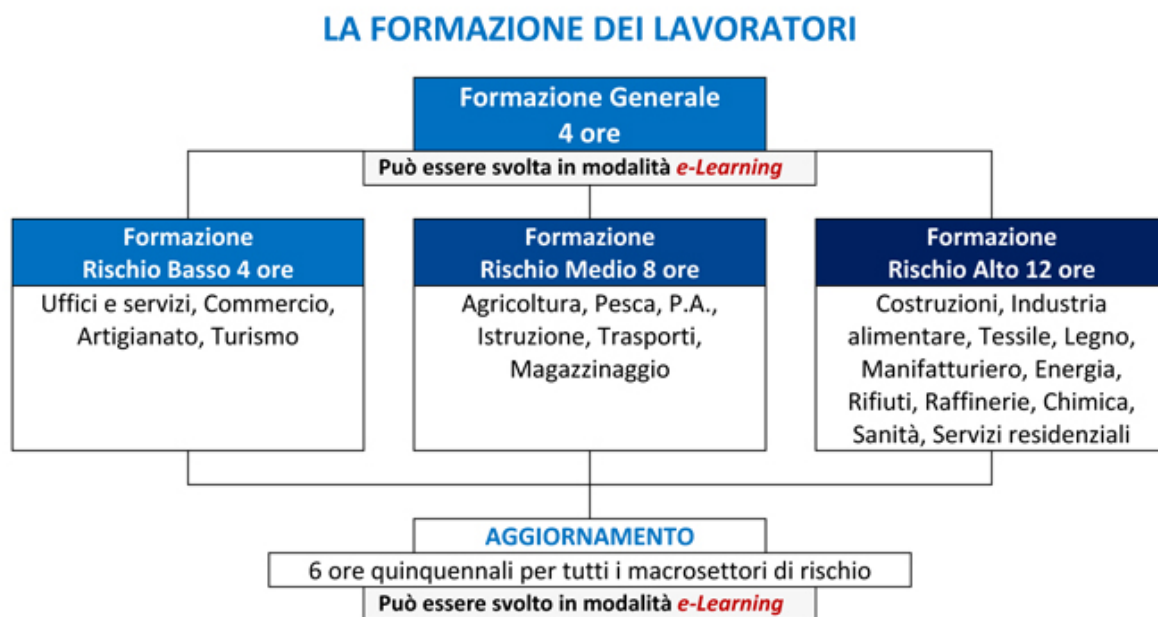 LA FORMAZIONE DEI LAVORATORI
Formazione Generale
4 ore
Può essere svolta in modalità e-Learning
Formazione
Rischio Basso 4 ore
Uffici e servizi, Commercio,
Artigianato, Turismo
Formazione
Rischio Medio 8 ore
Agricoltura, Pesca, P.A.,
Istruzione, Trasporti,
Magazzinaggio
Formazione
Rischio Alto 12 ore
Costruzioni, Industria
alimentare, Tessile, Legno,
Manifatturiero, Energia,
Rifiuti, Raffinerie, Chimica,
Sanità, Servizi residenziali
AGGIORNAMENTO
6 ore quinquennali per tutti i macrosettori di rischio
Può essere svolto in modalità e-Learning